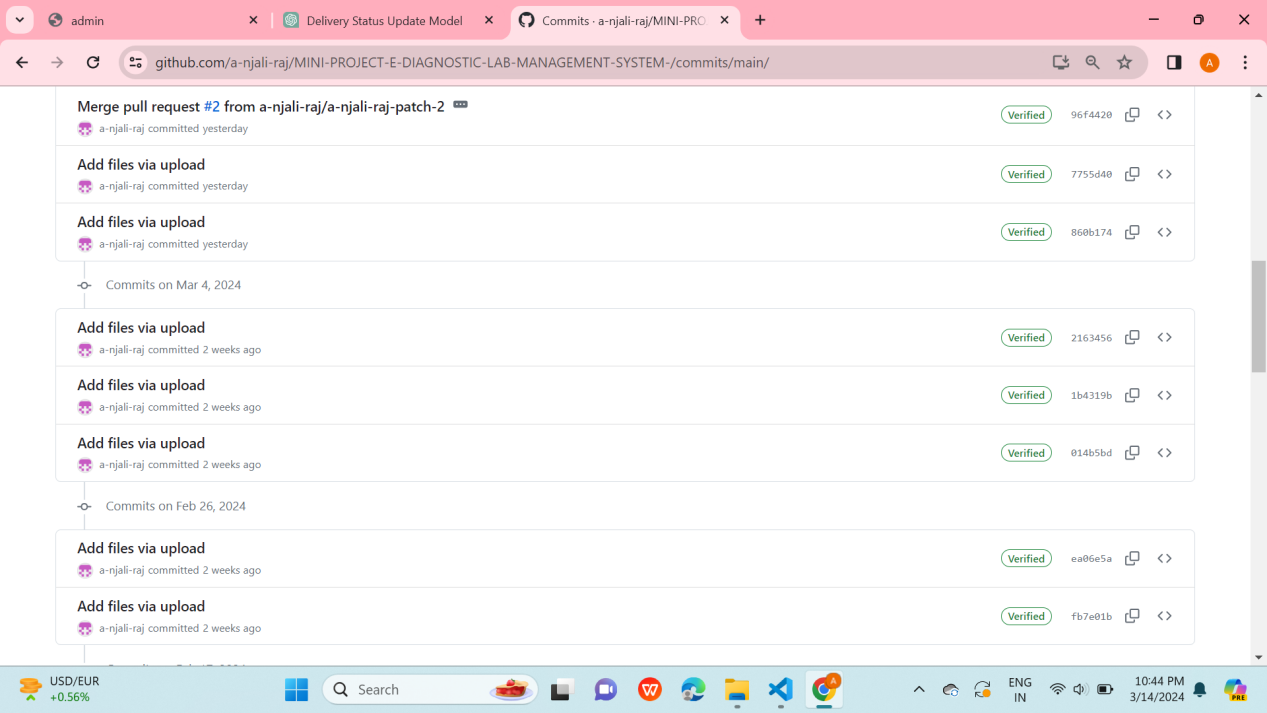 admin
Delivery Status Update Model
Commits · a-njali-raj/MINI-PRO
github.com/a-njali-raj/MINI-PROJECT-E-DIAGNOSTIC-LAB-MANAGEMENT-SYSTEM-/commits/main/
A
Merge pull request #2 from a-njali-raj/a-njali-raj-patch-2
a-njali-raj committed yesterday
Verified 96f4420
Add files via upload
a-njali-raj committed yesterday
Verified 7755d40
Add files via upload
a-njali-raj committed yesterday
Verified 860b174
Commits on Mar 4, 2024
Add files via upload
a-njali-raj committed 2 weeks ago
Verified 2163456
Add files via upload
a-njali-raj committed 2 weeks ago
Verified 1b4319b
Add files via upload
a-njali-raj committed 2 weeks ago
Verified 014b5bd
Commits on Feb 26, 2024
Add files via upload
a-njali-raj committed 2 weeks ago
Verified ea06e5a
Add files via upload
a-njali-raj committed 2 weeks ago
Verified fb7e01b
USD/EUR
+0.56%
Search
W
A
ENG
IN
10:44 PM
3/14/2024
PRE